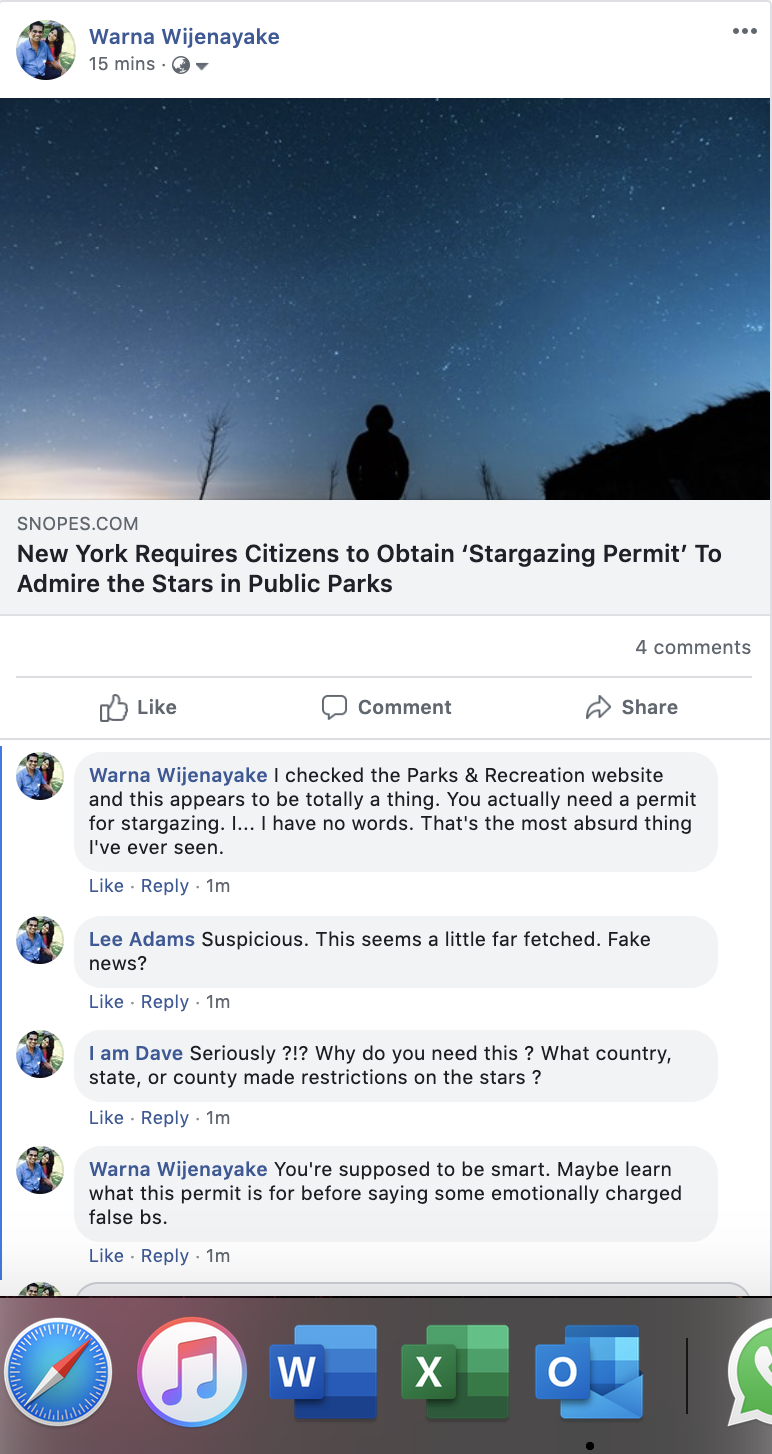 Warna Wijenayake
15 mins ·
SNOPES.COM
New York Requires Citizens to Obtain ‘Stargazing Permit’ To
Admire the Stars in Public Parks
4 comments
Like Comment Share
Warna Wijenayake I checked the Parks & Recreation website
and this appears to be totally a thing. You actually need a permit
for stargazing. I... I have no words. That's the most absurd thing
I've ever seen.
Like · Reply · 1m
Lee Adams Suspicious. This seems a little far fetched. Fake
news?
Like · Reply · 1m
I am Dave Seriously ?!? Why do you need this ? What country,
state, or county made restrictions on the stars ?
Like · Reply · 1m
Warna Wijenayake You're supposed to be smart. Maybe learn
what this permit is for before saying some emotionally charged
false bs.
Like · Reply · 1m
W X O